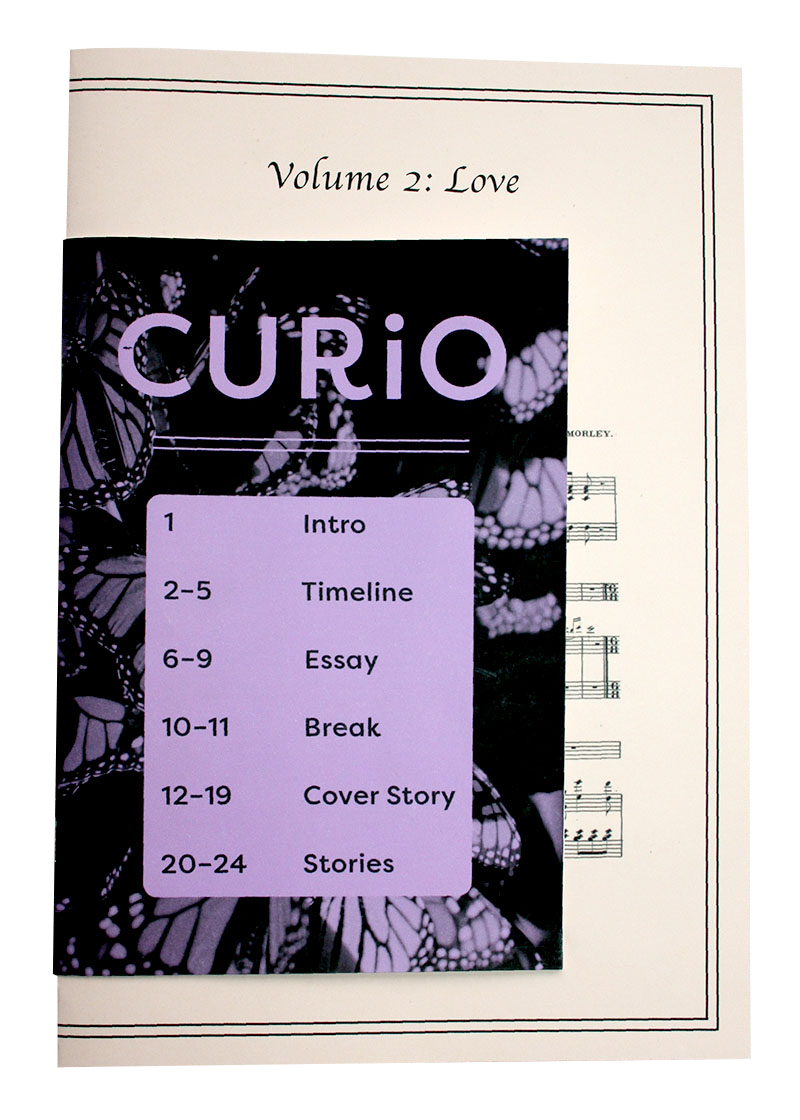 Volume 2: Love
CURiO
MORLEY.
1 Intro
2–5 Timeline
6–9 Essay
10–11 Break
12–19 Cover Story
20–24 Stories